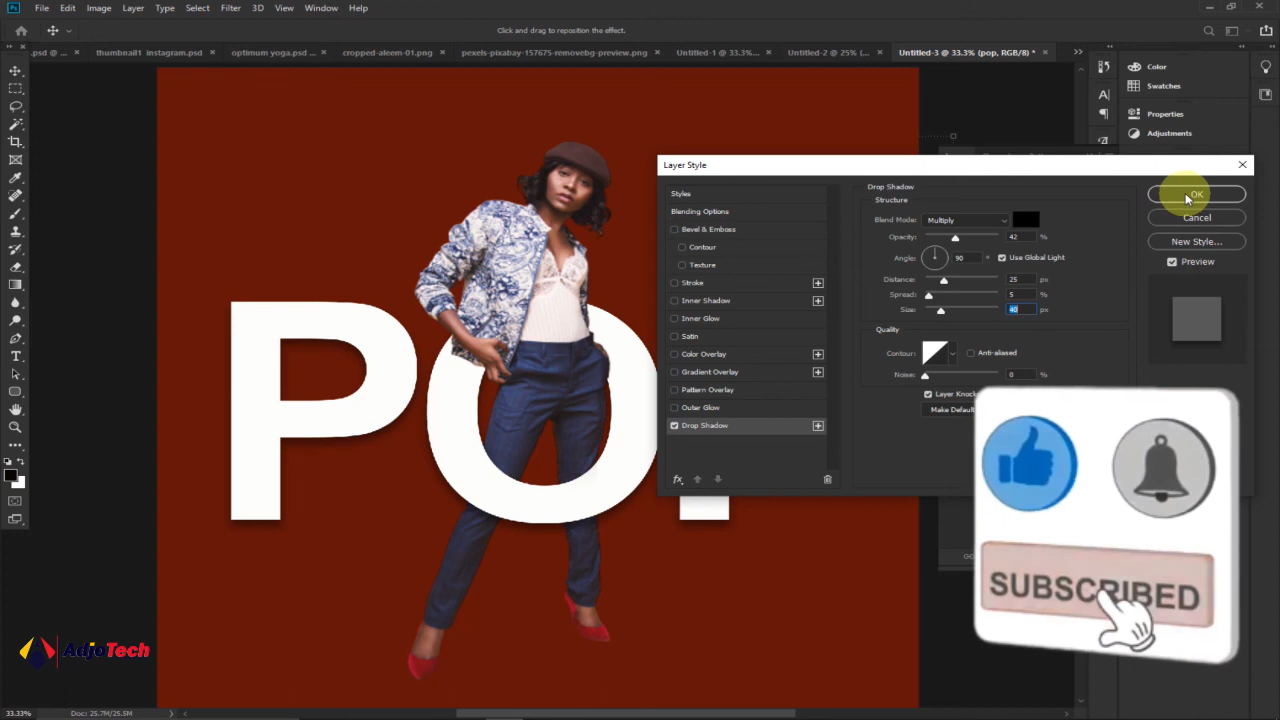 Ps File Edit Image Layer Type Select Filter 3D View Window Help
Click and drag to reposition the effect.
.psd @ ... × thumbnail1 instagram.psd × optimum yoga.psd ... × cropped-aleem-01.png × pexels-pixabay-157675-removebg-preview.png × Untitled-1 @ 33.3%... × Untitled-2 @ 25% (... × Untitled-3 @ 33.3% (pop, RGB/8) * ×
Color
Swatches
Properties
Adjustments
Layer Style
Styles
Blending Options
Bevel & Emboss
Contour
Texture
Stroke
Inner Shadow
Inner Glow
Satin
Color Overlay
Gradient Overlay
Pattern Overlay
Outer Glow
Drop Shadow
fx
Drop Shadow
Structure
Blend Mode: Multiply
Opacity: 42 %
Angle: 90 ° Use Global Light
Distance: 25 px
Spread: 5 %
Size: 40 px
Quality
Contour: Anti-aliased
Noise: 0 %
Layer Knock
Make Default
OK
Cancel
New Style...
Preview
POP
SUBSCRIBED
AdjoTech
33.33% Doc: 25.7M/25.5M